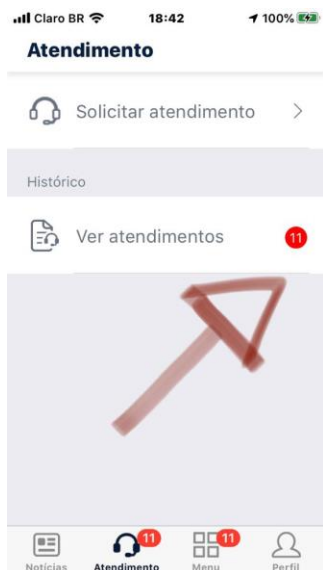 Claro BR 18:42 100%
Atendimento
Solicitar atendimento
Histórico
Ver atendimentos 11
11 11
Notícias Atendimento Menu Perfil